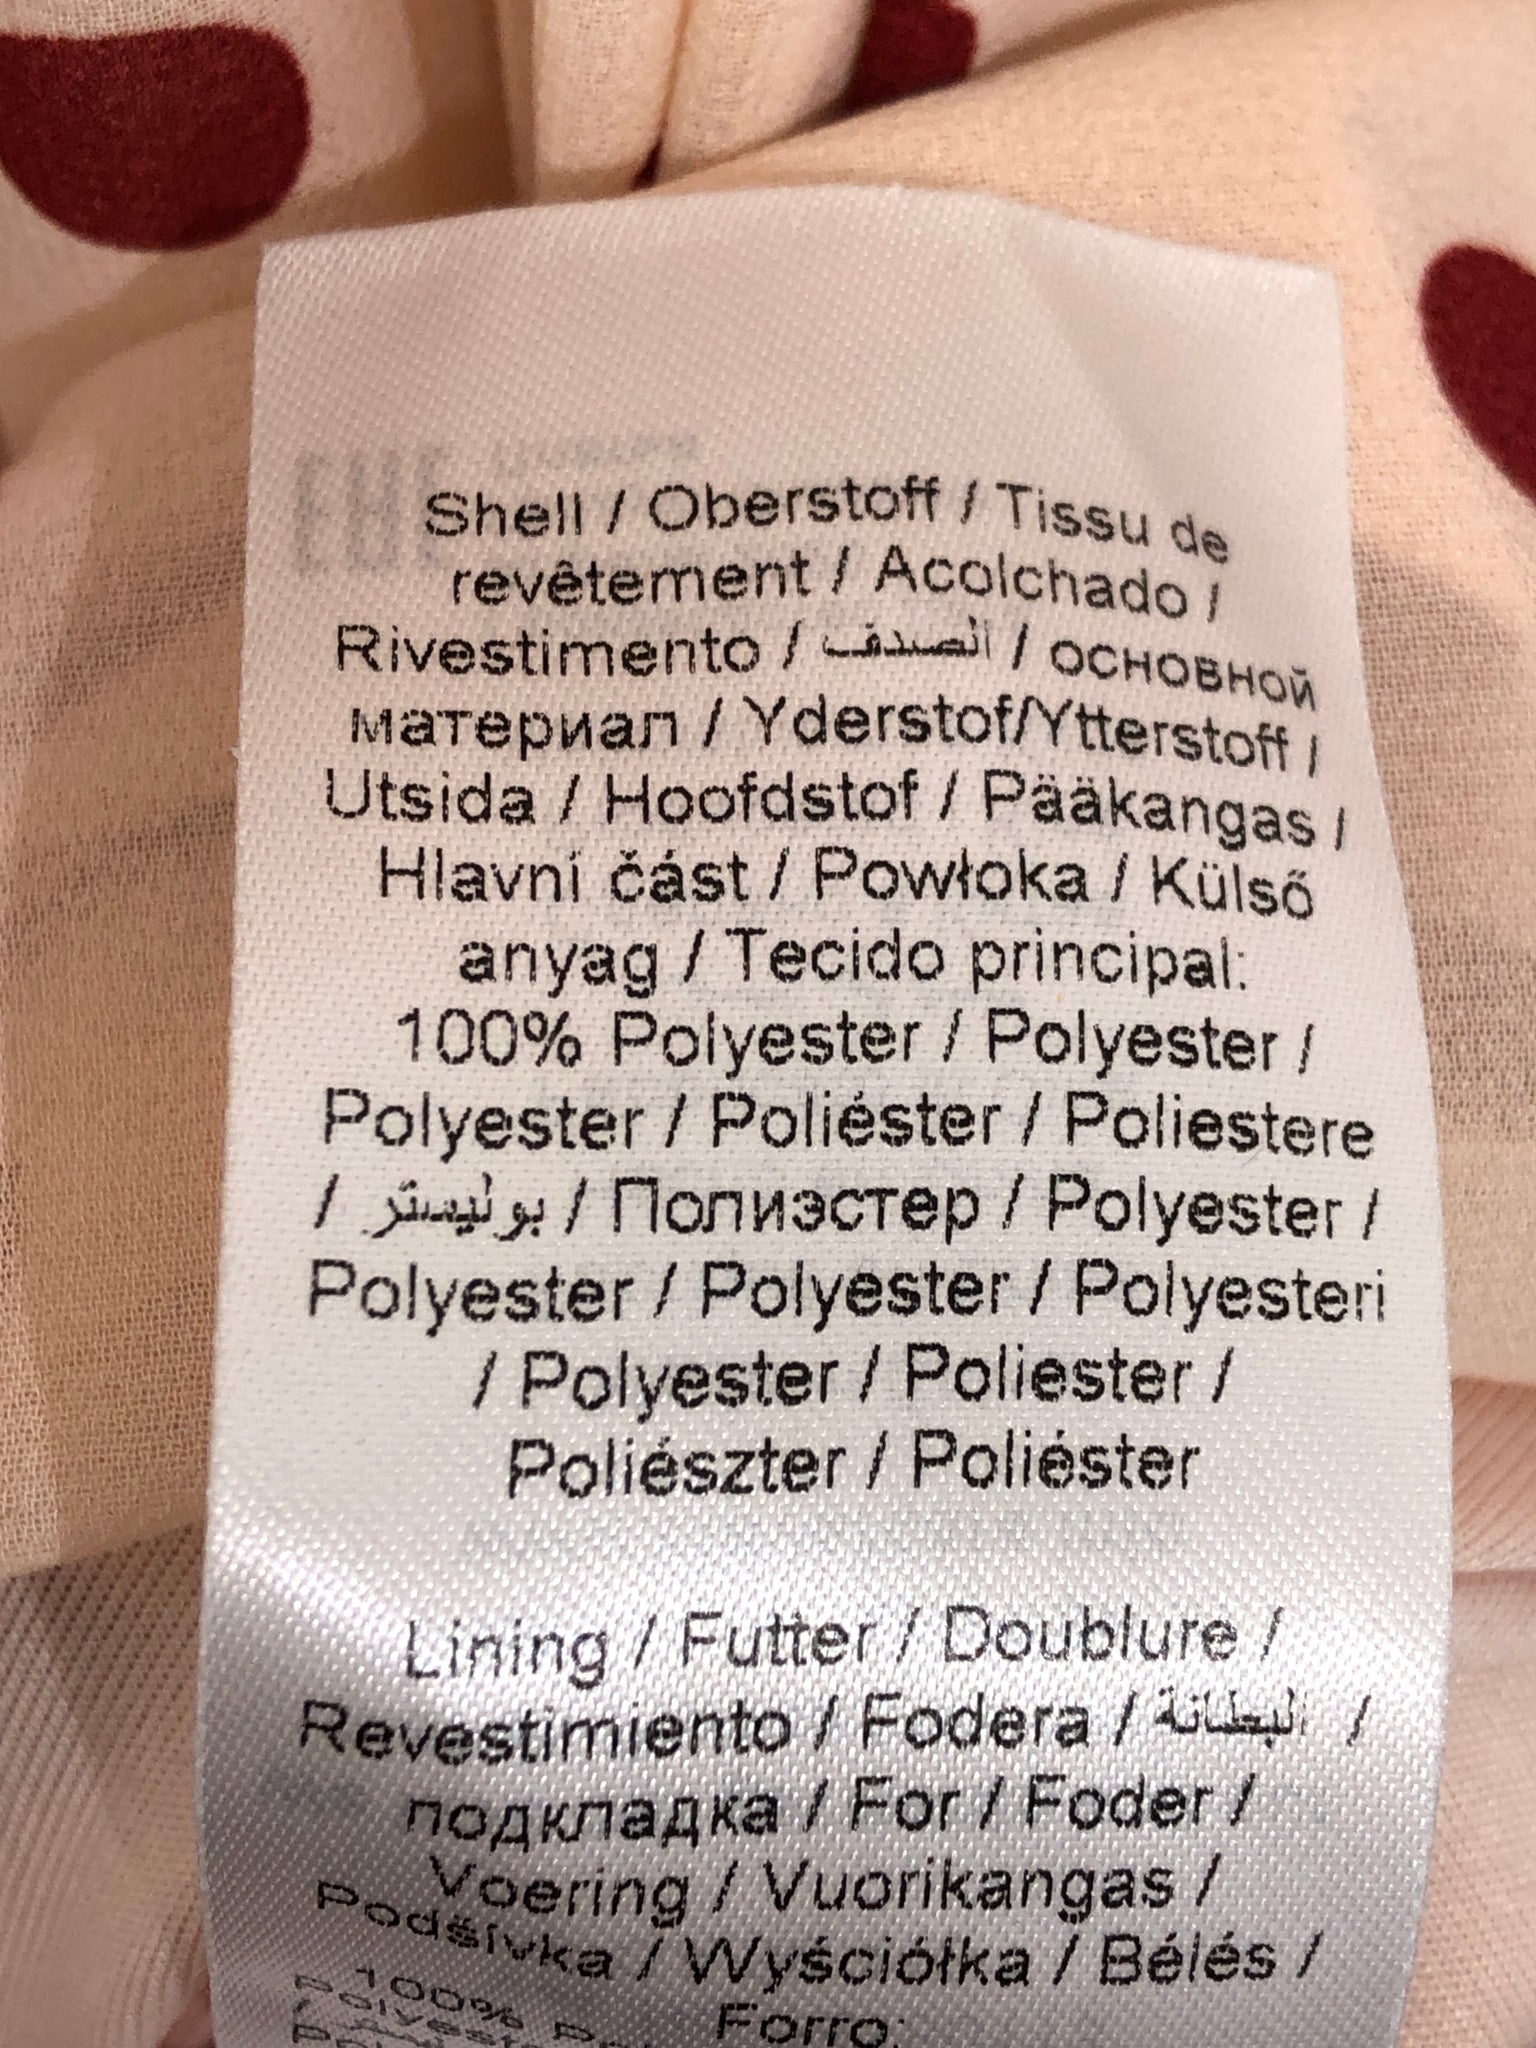 Shell / Oberstoff / Tissu de
revêtement / Acolchado /
Rivestimento / الصدف / основной
материал / Yderstof/Ytterstoff /
Utsida / Hoofdstof / Pääkangas /
Hlavní část / Powłoka / Külső
anyag / Tecido principal:
100% Polyester / Polyester /
Polyester / Poliéster / Poliestere
/ بوليستر / Полиэстер / Polyester /
Polyester / Polyester / Polyesteri
/ Polyester / Poliester /
Poliészter / Poliéster
Lining / Futter / Doublure /
Revestimiento / Fodera / البطانة /
подкладка / For / Foder /
Voering / Vuorikangas /
Podšívka / Wyściółka / Bélés /
Forro:
100%